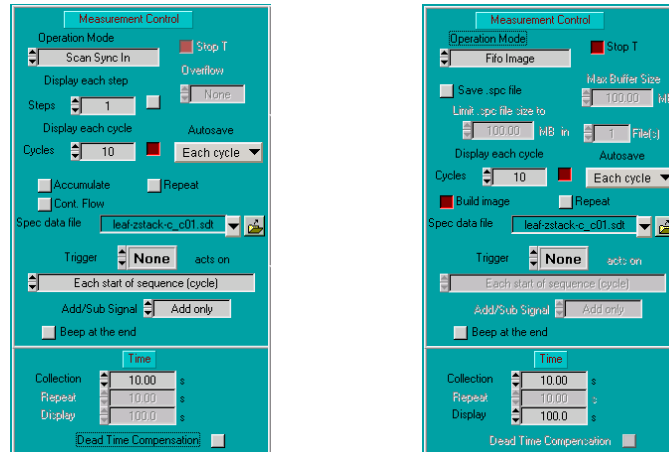 Measurement Control
Operation Mode
Scan Sync In
Stop T
Overflow
None
Display each step
Steps 1
Display each cycle
Autosave
Cycles 10 Each cycle
Accumulate Repeat
Cont. Flow
Spec data file leaf-zstack-c_c01.sdt
Trigger None acts on
Each start of sequence (cycle)
Add/Sub Signal Add only
Beep at the end
Time
Collection 10.00 s
Repeat 10.00 s
Display 100.0 s
Dead Time Compensation
Measurement Control
Operation Mode
Fifo Image
Stop T
Save .spc file
Max Buffer Size
100.00
Limit .spc file size to
100.00 MB in 1 File(s)
Display each cycle
Autosave
Cycles 10 Each cycle
Build image Repeat
Spec data file leaf-zstack-c_c01.sdt
Trigger None acts on
Each start of sequence (cycle)
Add/Sub Signal Add only
Beep at the end
Time
Collection 10.00 s
Repeat 10.00 s
Display 100.0 s
Dead Time Compensation